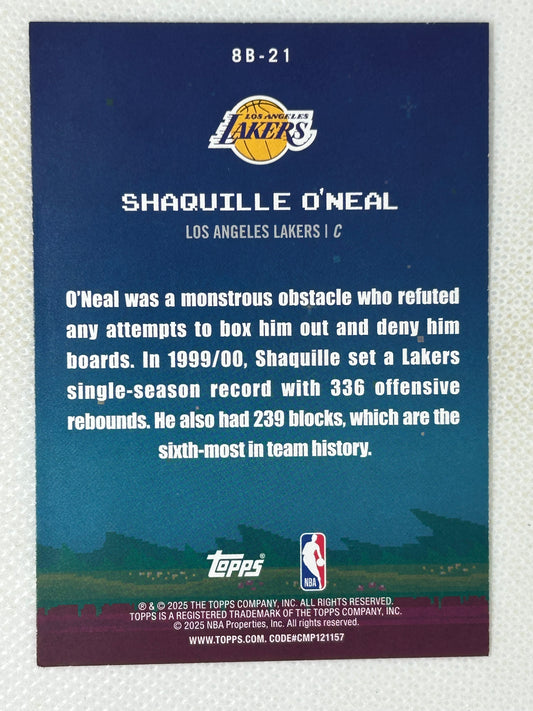 8B-21
LOS ANGELES
LAKERS
SHAQUILLE O'NEAL
LOS ANGELES LAKERS | C
O'Neal was a monstrous obstacle who refuted
any attempts to box him out and deny him
boards. In 1999/00, Shaquille set a Lakers
single-season record with 336 offensive
rebounds. He also had 239 blocks, which are the
sixth-most in team history.
topps®
NBA
® & © 2025 THE TOPPS COMPANY, INC. ALL RIGHTS RESERVED.
TOPPS IS A REGISTERED TRADEMARK OF THE TOPPS COMPANY, INC.
© 2025 NBA Properties, Inc. All rights reserved.
WWW.TOPPS.COM. CODE#CMP121157